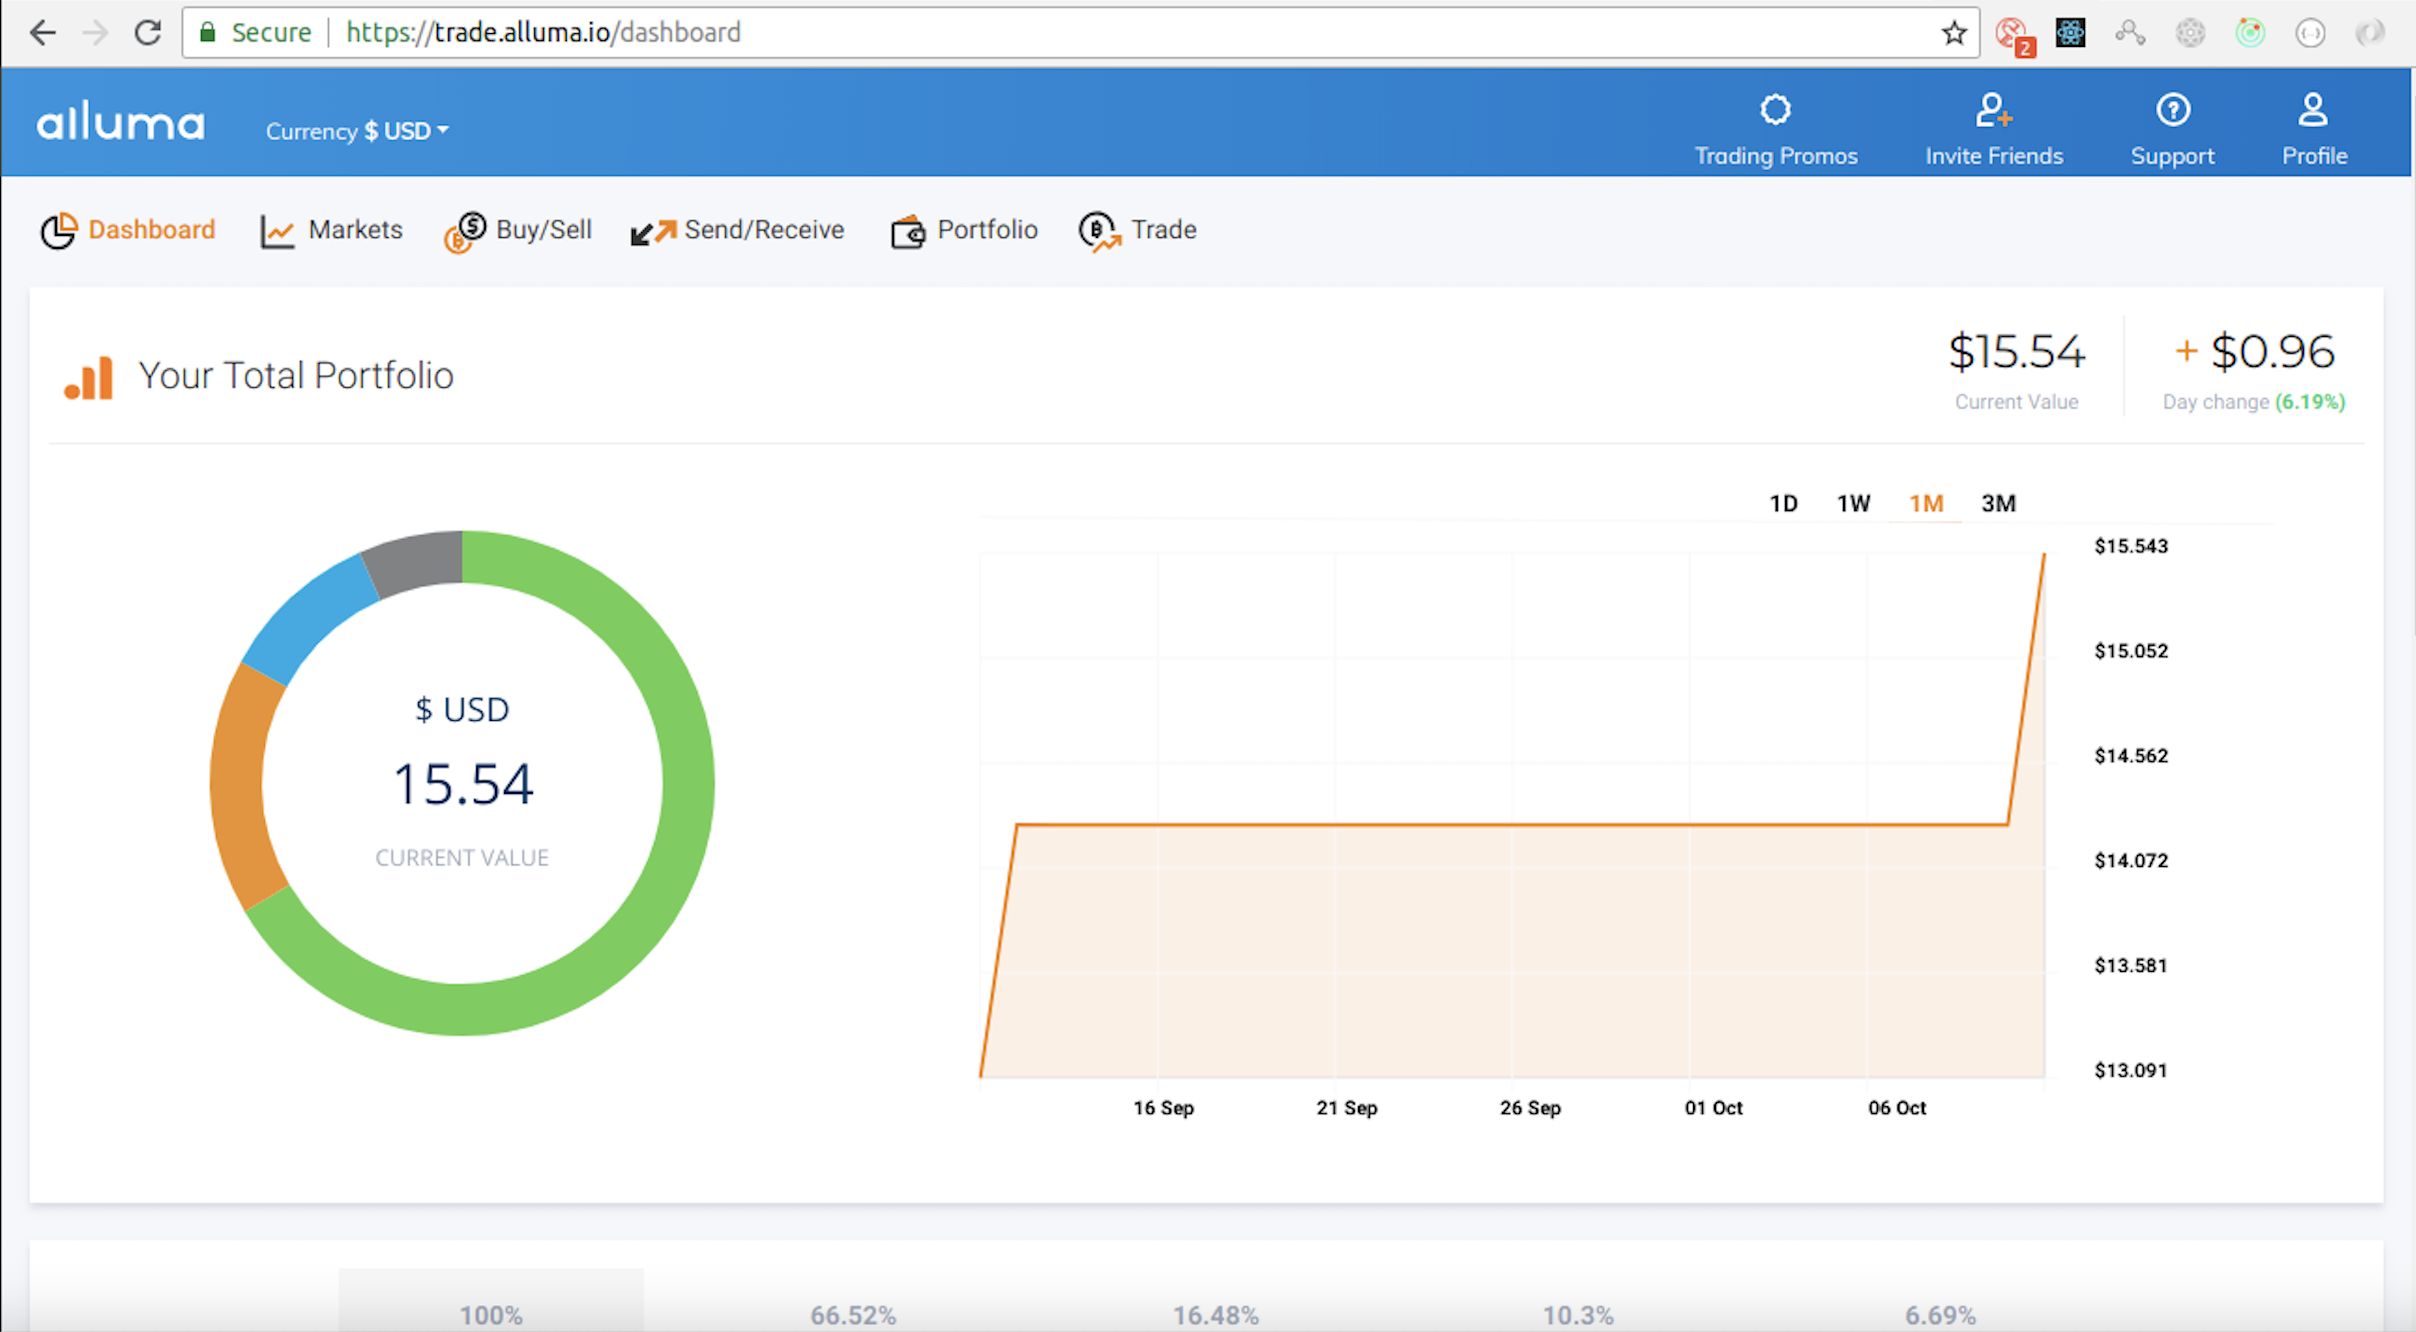 Secure https://trade.alluma.io/dashboard
2
alluma
Currency $ USD
Trading Promos
Invite Friends
Support
Profile
Dashboard
Markets
Buy/Sell
Send/Receive
Portfolio
Trade
Your Total Portfolio
$15.54
Current Value
+ $0.96
Day change (6.19%)
$ USD
15.54
CURRENT VALUE
1D 1W 1M 3M
$15.543
$15.052
$14.562
$14.072
$13.581
$13.091
16 Sep 21 Sep 26 Sep 01 Oct 06 Oct
100% 66.52% 16.48% 10.3% 6.69%